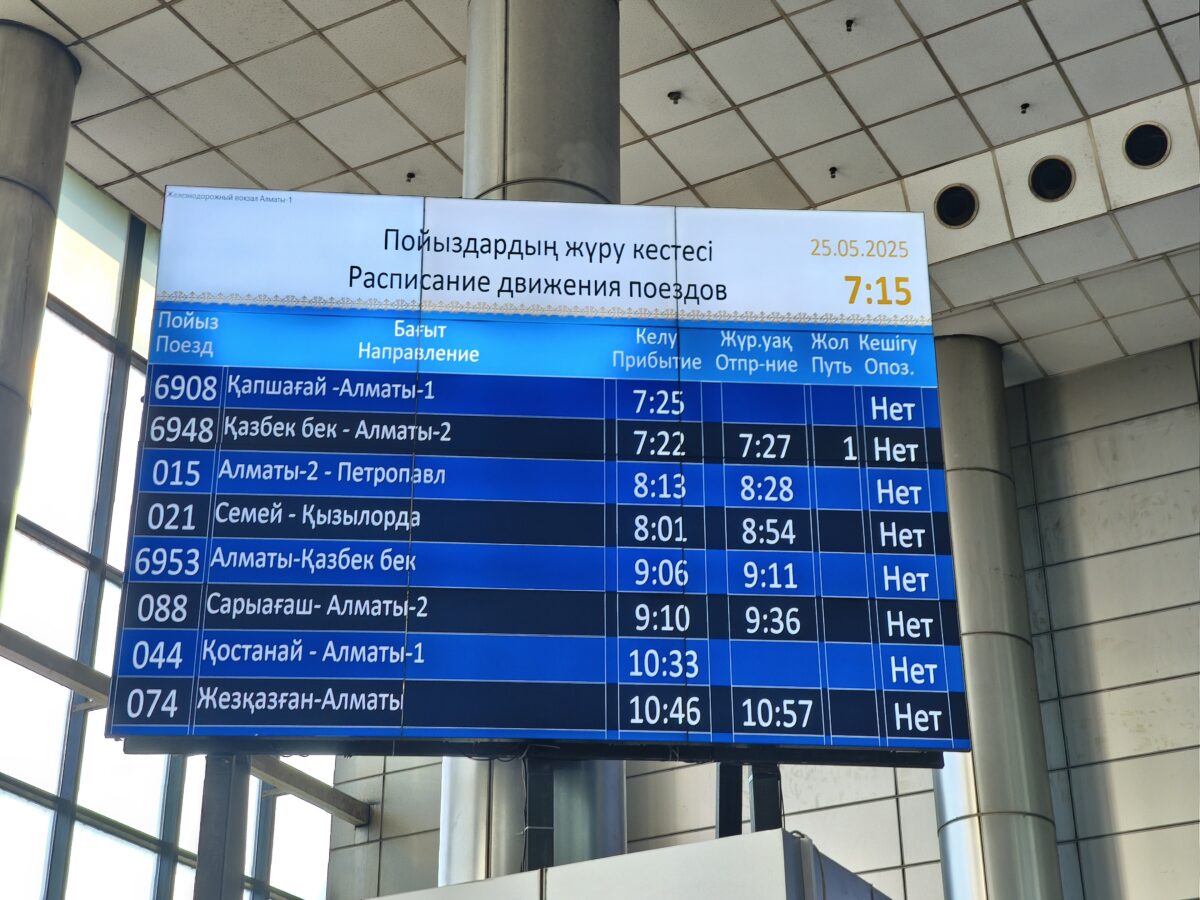 Железнодорожный вокзал Алматы-1
Пойыздардың жүру кестесі 25.05.2025
Расписание движения поездов 7:15
Пойыз Бағыт Келу Жүр.уақ Жол Кешігу
Поезд Направление Прибытие Отпр-ние Путь Опоз.
6908 Қапшағай -Алматы-1 7:25 Нет
6948 Қазбек бек - Алматы-2 7:22 7:27 1 Нет
015 Алматы-2 - Петропавл 8:13 8:28 Нет
021 Семей - Қызылорда 8:01 8:54 Нет
6953 Алматы-Қазбек бек 9:06 9:11 Нет
088 Сарыағаш- Алматы-2 9:10 9:36 Нет
044 Қостанай - Алматы-1 10:33 Нет
074 Жезқазған-Алматы 10:46 10:57 Нет